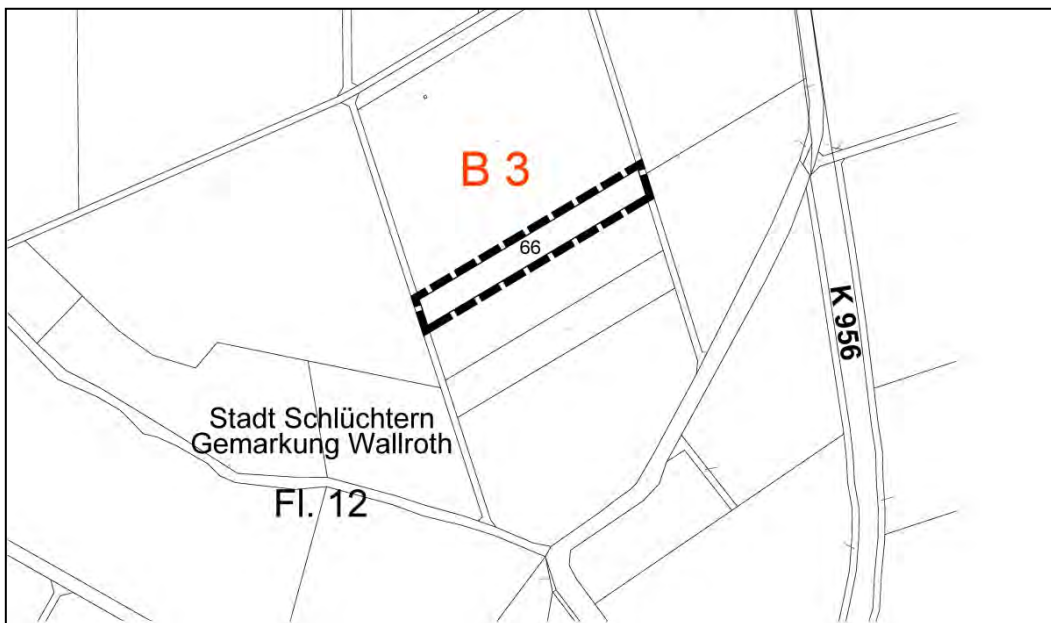 B 3
66
K 956
Stadt Schlüchtern
Gemarkung Wallroth
Fl. 12